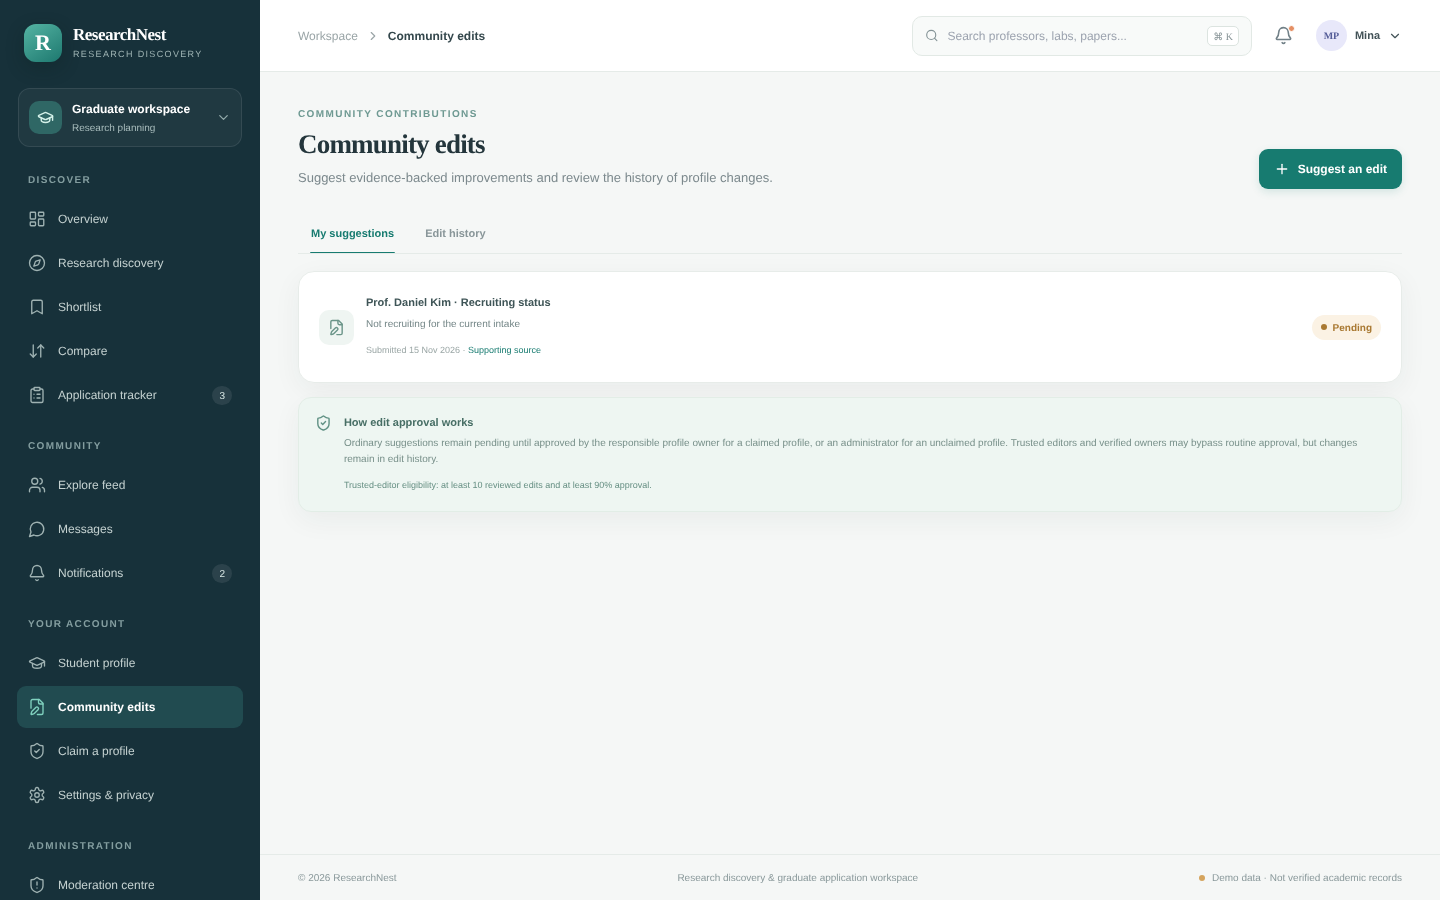 R
ResearchNest
RESEARCH DISCOVERY
Graduate workspace
Research planning
DISCOVER
Overview
Research discovery
Shortlist
Compare
Application tracker 3
COMMUNITY
Explore feed
Messages
Notifications 2
YOUR ACCOUNT
Student profile
Community edits
Claim a profile
Settings & privacy
ADMINISTRATION
Moderation centre
Workspace Community edits
Search professors, labs, papers... ⌘ K
MP Mina
COMMUNITY CONTRIBUTIONS
Community edits
Suggest evidence-backed improvements and review the history of profile changes.
Suggest an edit
My suggestions Edit history
Prof. Daniel Kim · Recruiting status
Not recruiting for the current intake
Submitted 15 Nov 2026 · Supporting source
Pending
How edit approval works
Ordinary suggestions remain pending until approved by the responsible profile owner for a claimed profile, or an administrator for an unclaimed profile. Trusted editors and verified owners may bypass routine approval, but changes
remain in edit history.
Trusted-editor eligibility: at least 10 reviewed edits and at least 90% approval.
© 2026 ResearchNest
Research discovery & graduate application workspace
Demo data · Not verified academic records